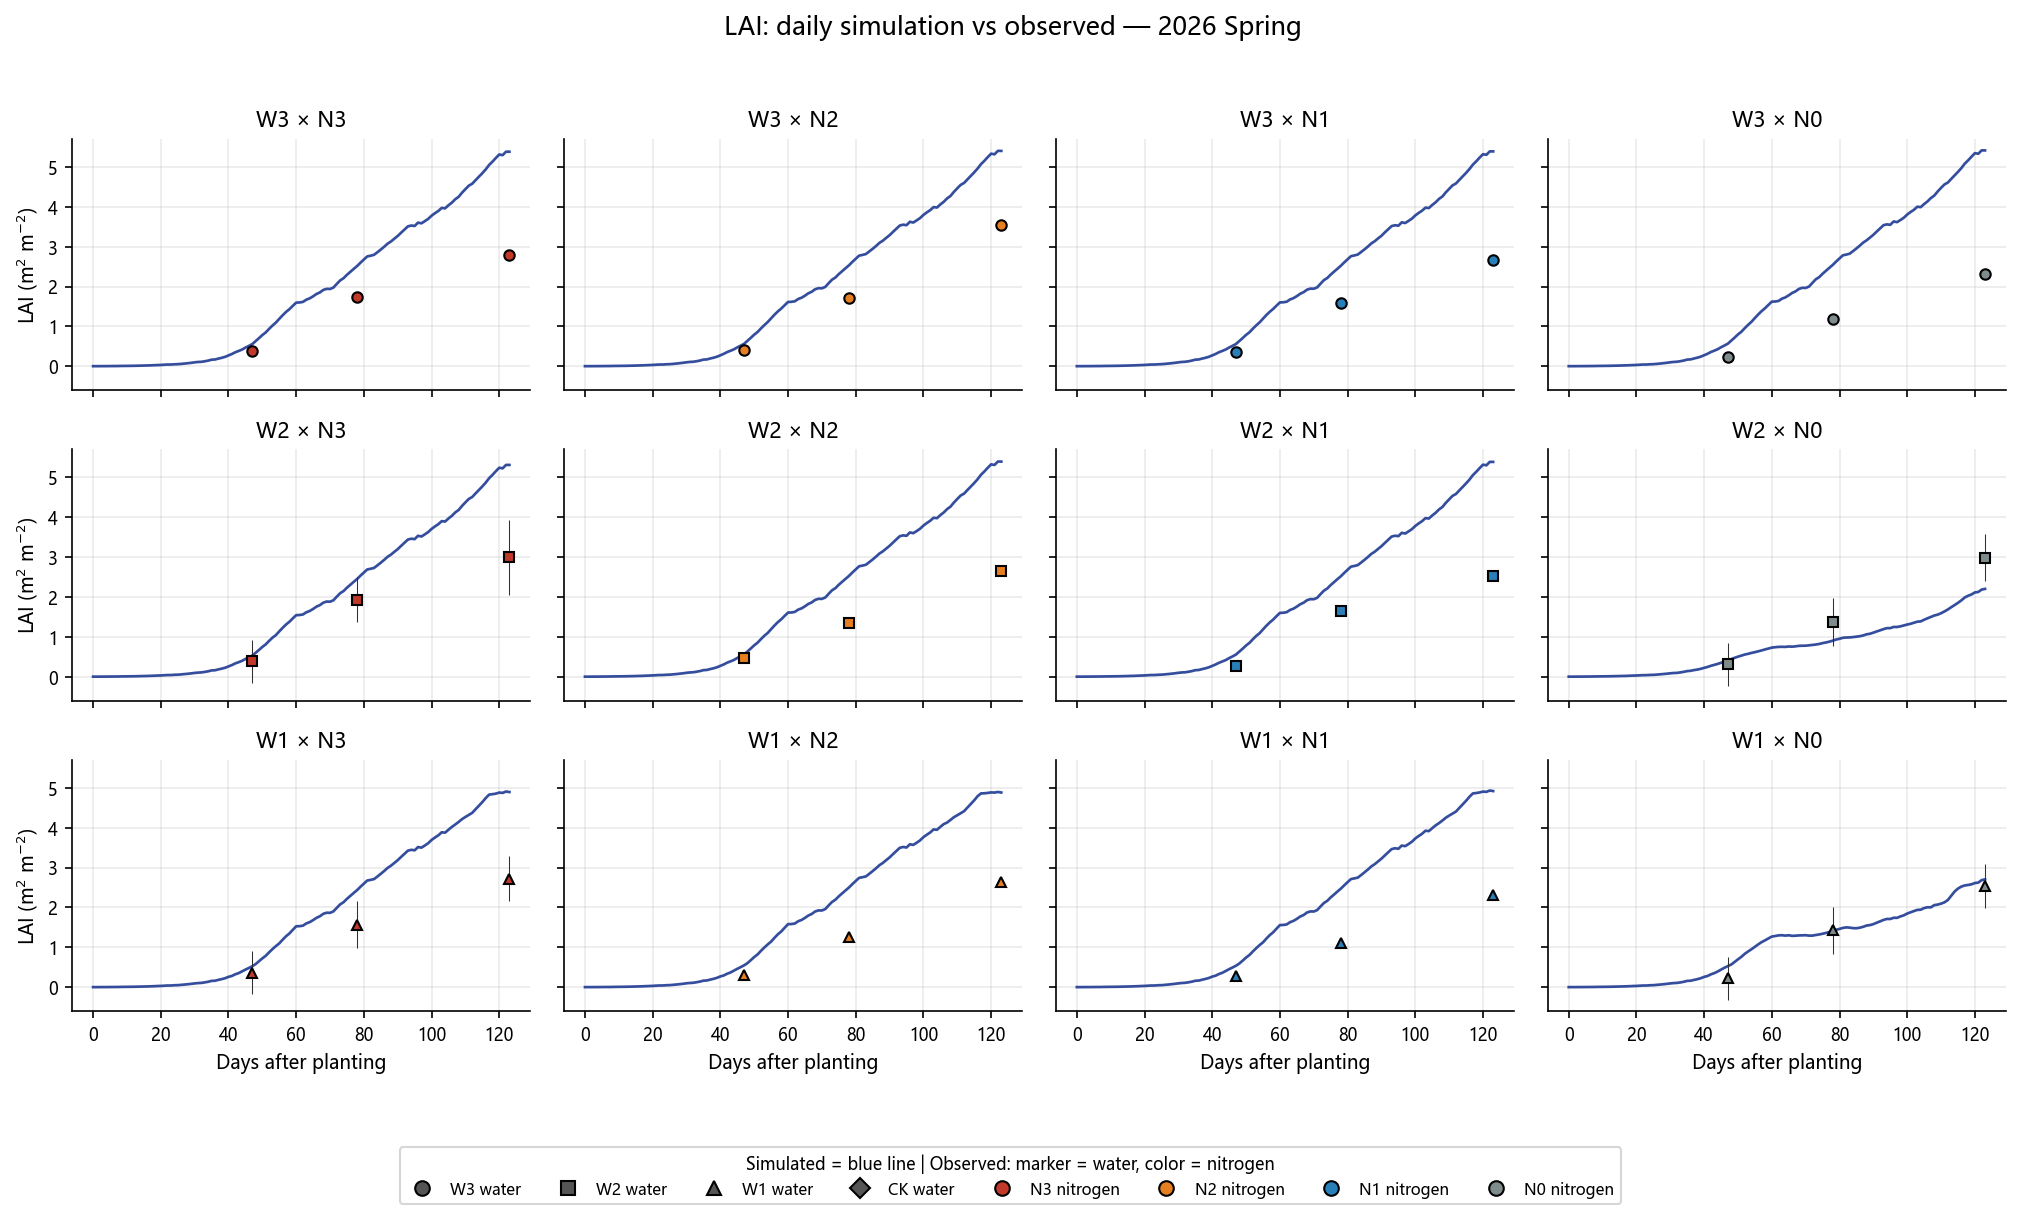 LAI: daily simulation vs observed — 2026 Spring
W3 × N3
W3 × N2
W3 × N1
W3 × N0
5
4
3
2
1
0
LAI (m² m⁻²)
W2 × N3
W2 × N2
W2 × N1
W2 × N0
5
4
3
2
1
0
LAI (m² m⁻²)
W1 × N3
W1 × N2
W1 × N1
W1 × N0
5
4
3
2
1
0
LAI (m² m⁻²)
0 20 40 60 80 100 120
0 20 40 60 80 100 120
0 20 40 60 80 100 120
0 20 40 60 80 100 120
Days after planting
Days after planting
Days after planting
Days after planting
Simulated = blue line | Observed: marker = water, color = nitrogen
W3 water W2 water W1 water CK water N3 nitrogen N2 nitrogen N1 nitrogen N0 nitrogen